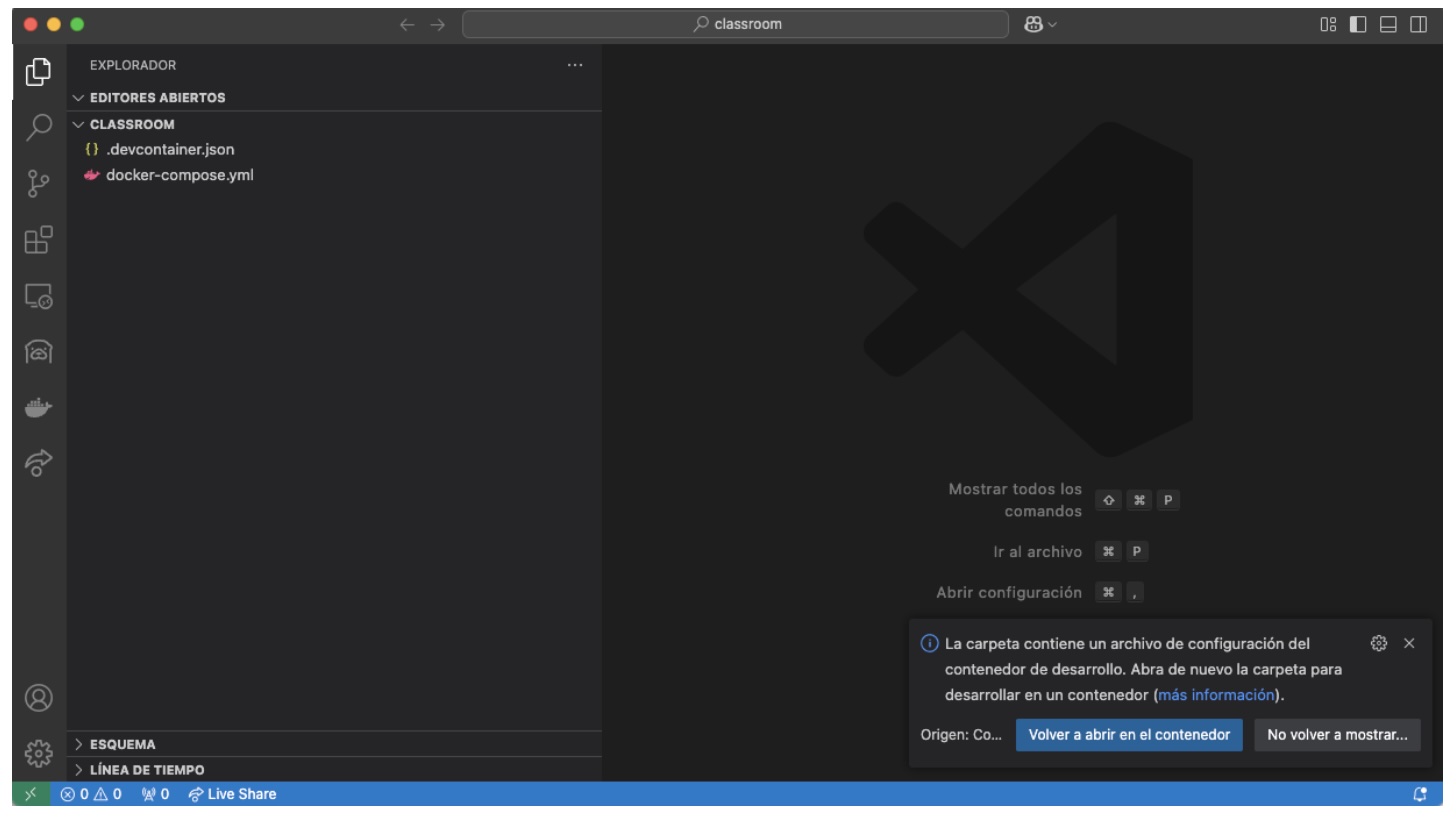 classroom
EXPLORADOR
EDITORES ABIERTOS
CLASSROOM
{} .devcontainer.json
docker-compose.yml
ESQUEMA
LÍNEA DE TIEMPO
Mostrar todos los
comandos
⌘ P
Ir al archivo ⌘ P
Abrir configuración ⌘ ,
La carpeta contiene un archivo de configuración del
contenedor de desarrollo. Abra de nuevo la carpeta para
desarrollar en un contenedor (más información).
Origen: Co... Volver a abrir en el contenedor No volver a mostrar...
0 0 0 Live Share